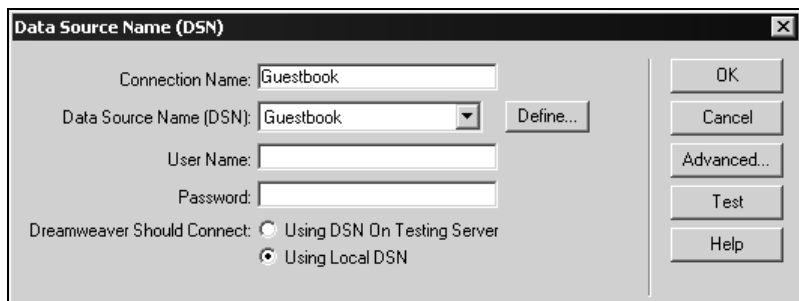 Data Source Name (DSN)
Connection Name: Guestbook
OK
Data Source Name (DSN): Guestbook
Define...
Cancel
User Name:
Advanced...
Password:
Test
Dreamweaver Should Connect: Using DSN On Testing Server
Using Local DSN
Help